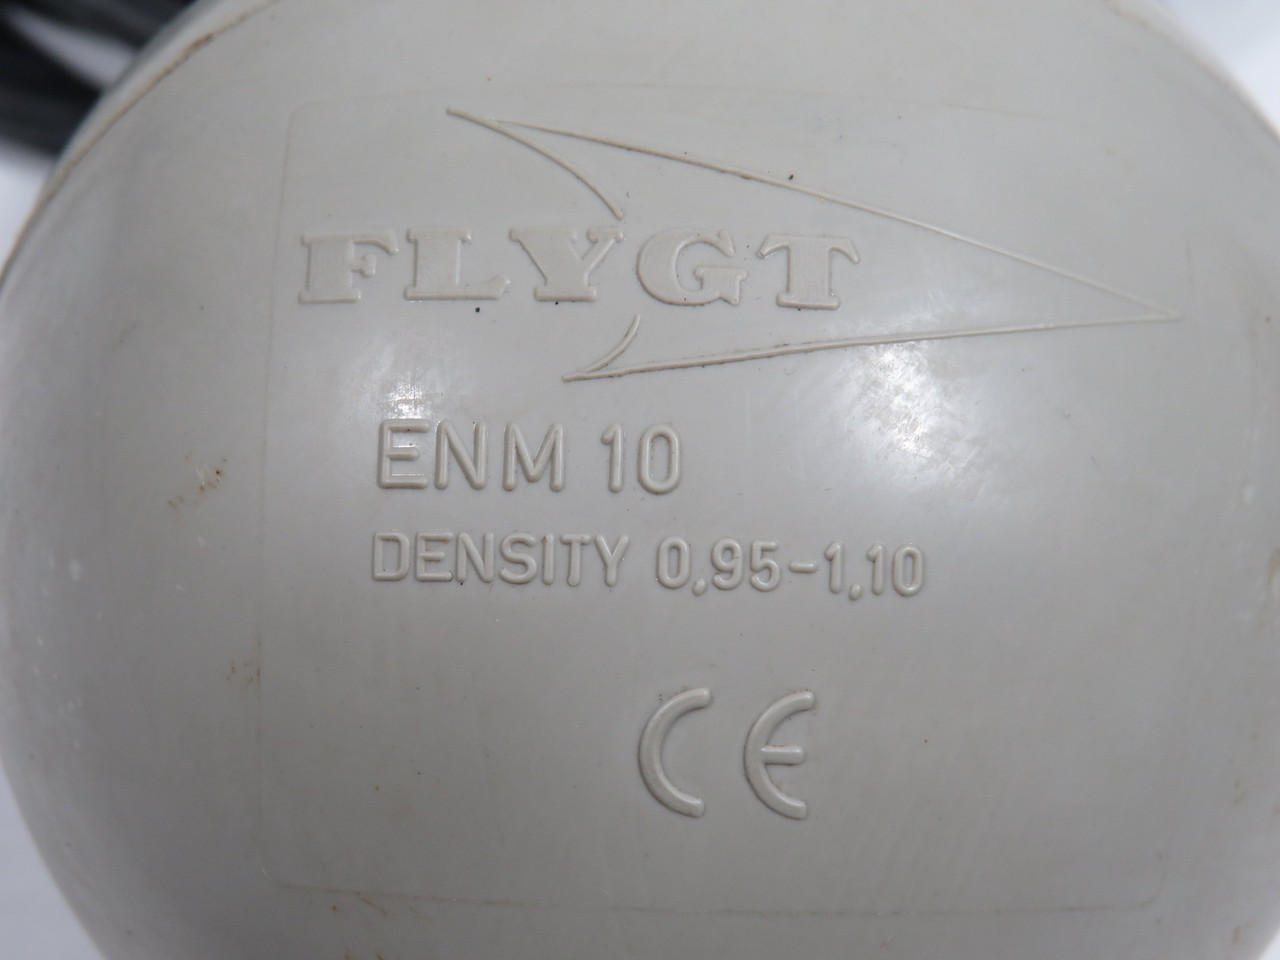 FLYGT
ENM 10
DENSITY 0,95-1,10
CE